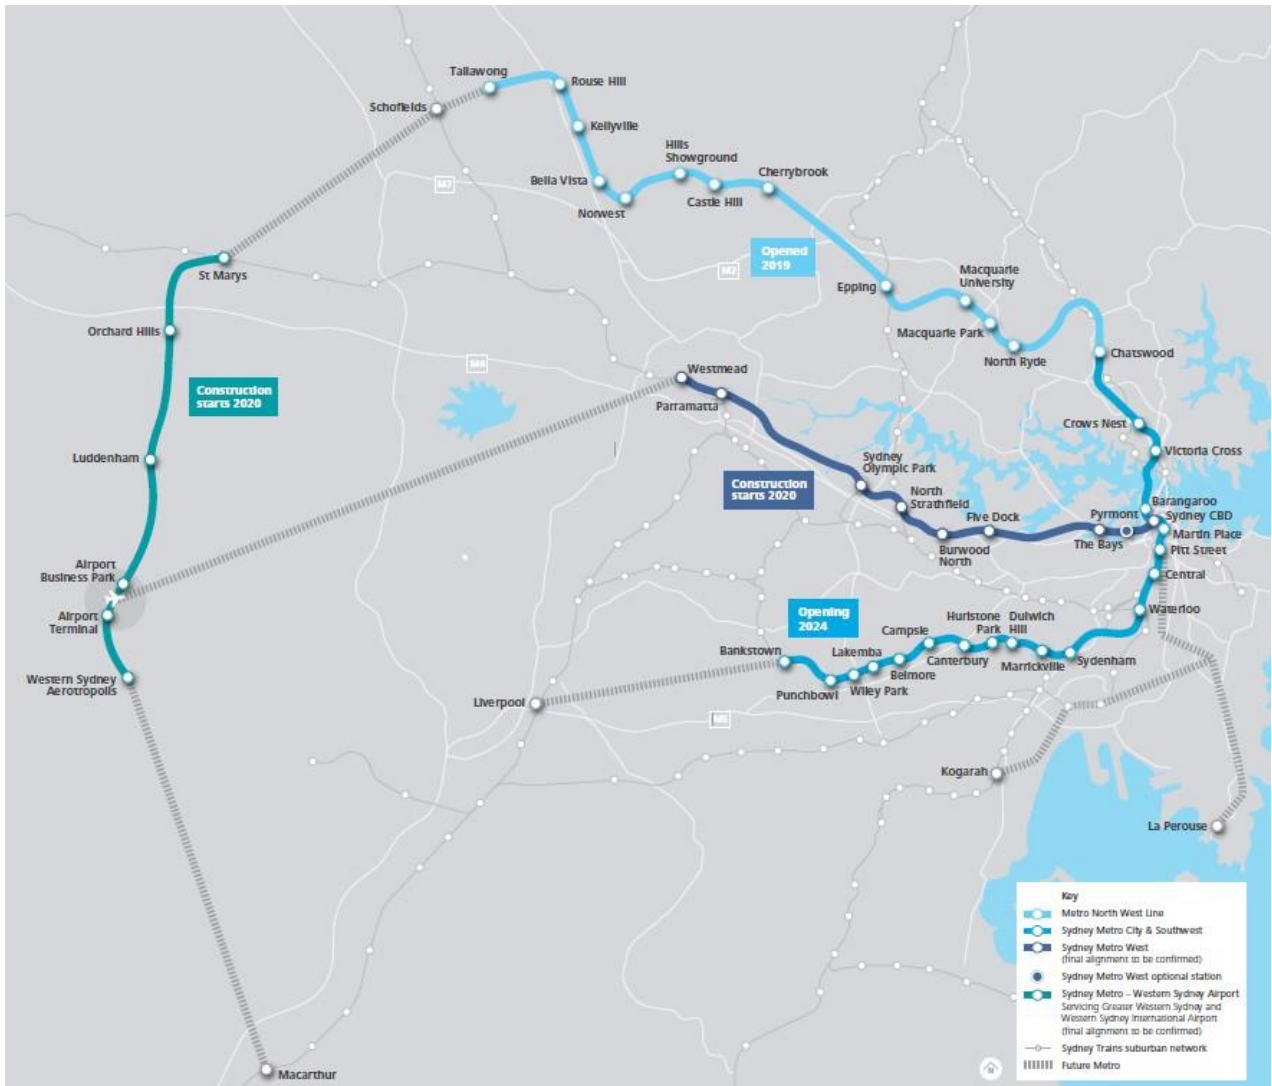 Tallawong
Rouse Hill
Schofields
Kellyville
Hills
Showground
Cherrybrook
M7
Bella Vista
Castle Hill
Norwest
Opened
2019
St Marys
M2
Macquarie
University
Epping
Orchard Hills
Macquarie Park
North Ryde
Chatswood
M4
Westmead
Construction
starts 2020
Parramatta
Crows Nest
Victoria Cross
Luddenham
Sydney
Olympic Park
Construction
starts 2020
North
Strathfield
Barangaroo
Pyrmont
Sydney CBD
Five Dock
Martin Place
The Bays
Burwood
North
Pitt Street
Airport
Business Park
Central
Airport
Terminal
Opening
2024
Waterloo
Hurlstone
Park
Dulwich
Hill
Campsie
Bankstown
Lakemba
Canterbury
Marrickville
Sydenham
Belmore
Wiley Park
Punchbowl
Western Sydney
Aerotropolis
Liverpool
M5
Kogarah
La Perouse
Macarthur
Key
Metro North West Line
Sydney Metro City & Southwest
Sydney Metro West
(final alignment to be confirmed)
Sydney Metro West optional station
Sydney Metro – Western Sydney Airport
Servicing Greater Western Sydney and
Western Sydney International Airport
(final alignment to be confirmed)
Sydney Trains suburban network
Future Metro
N